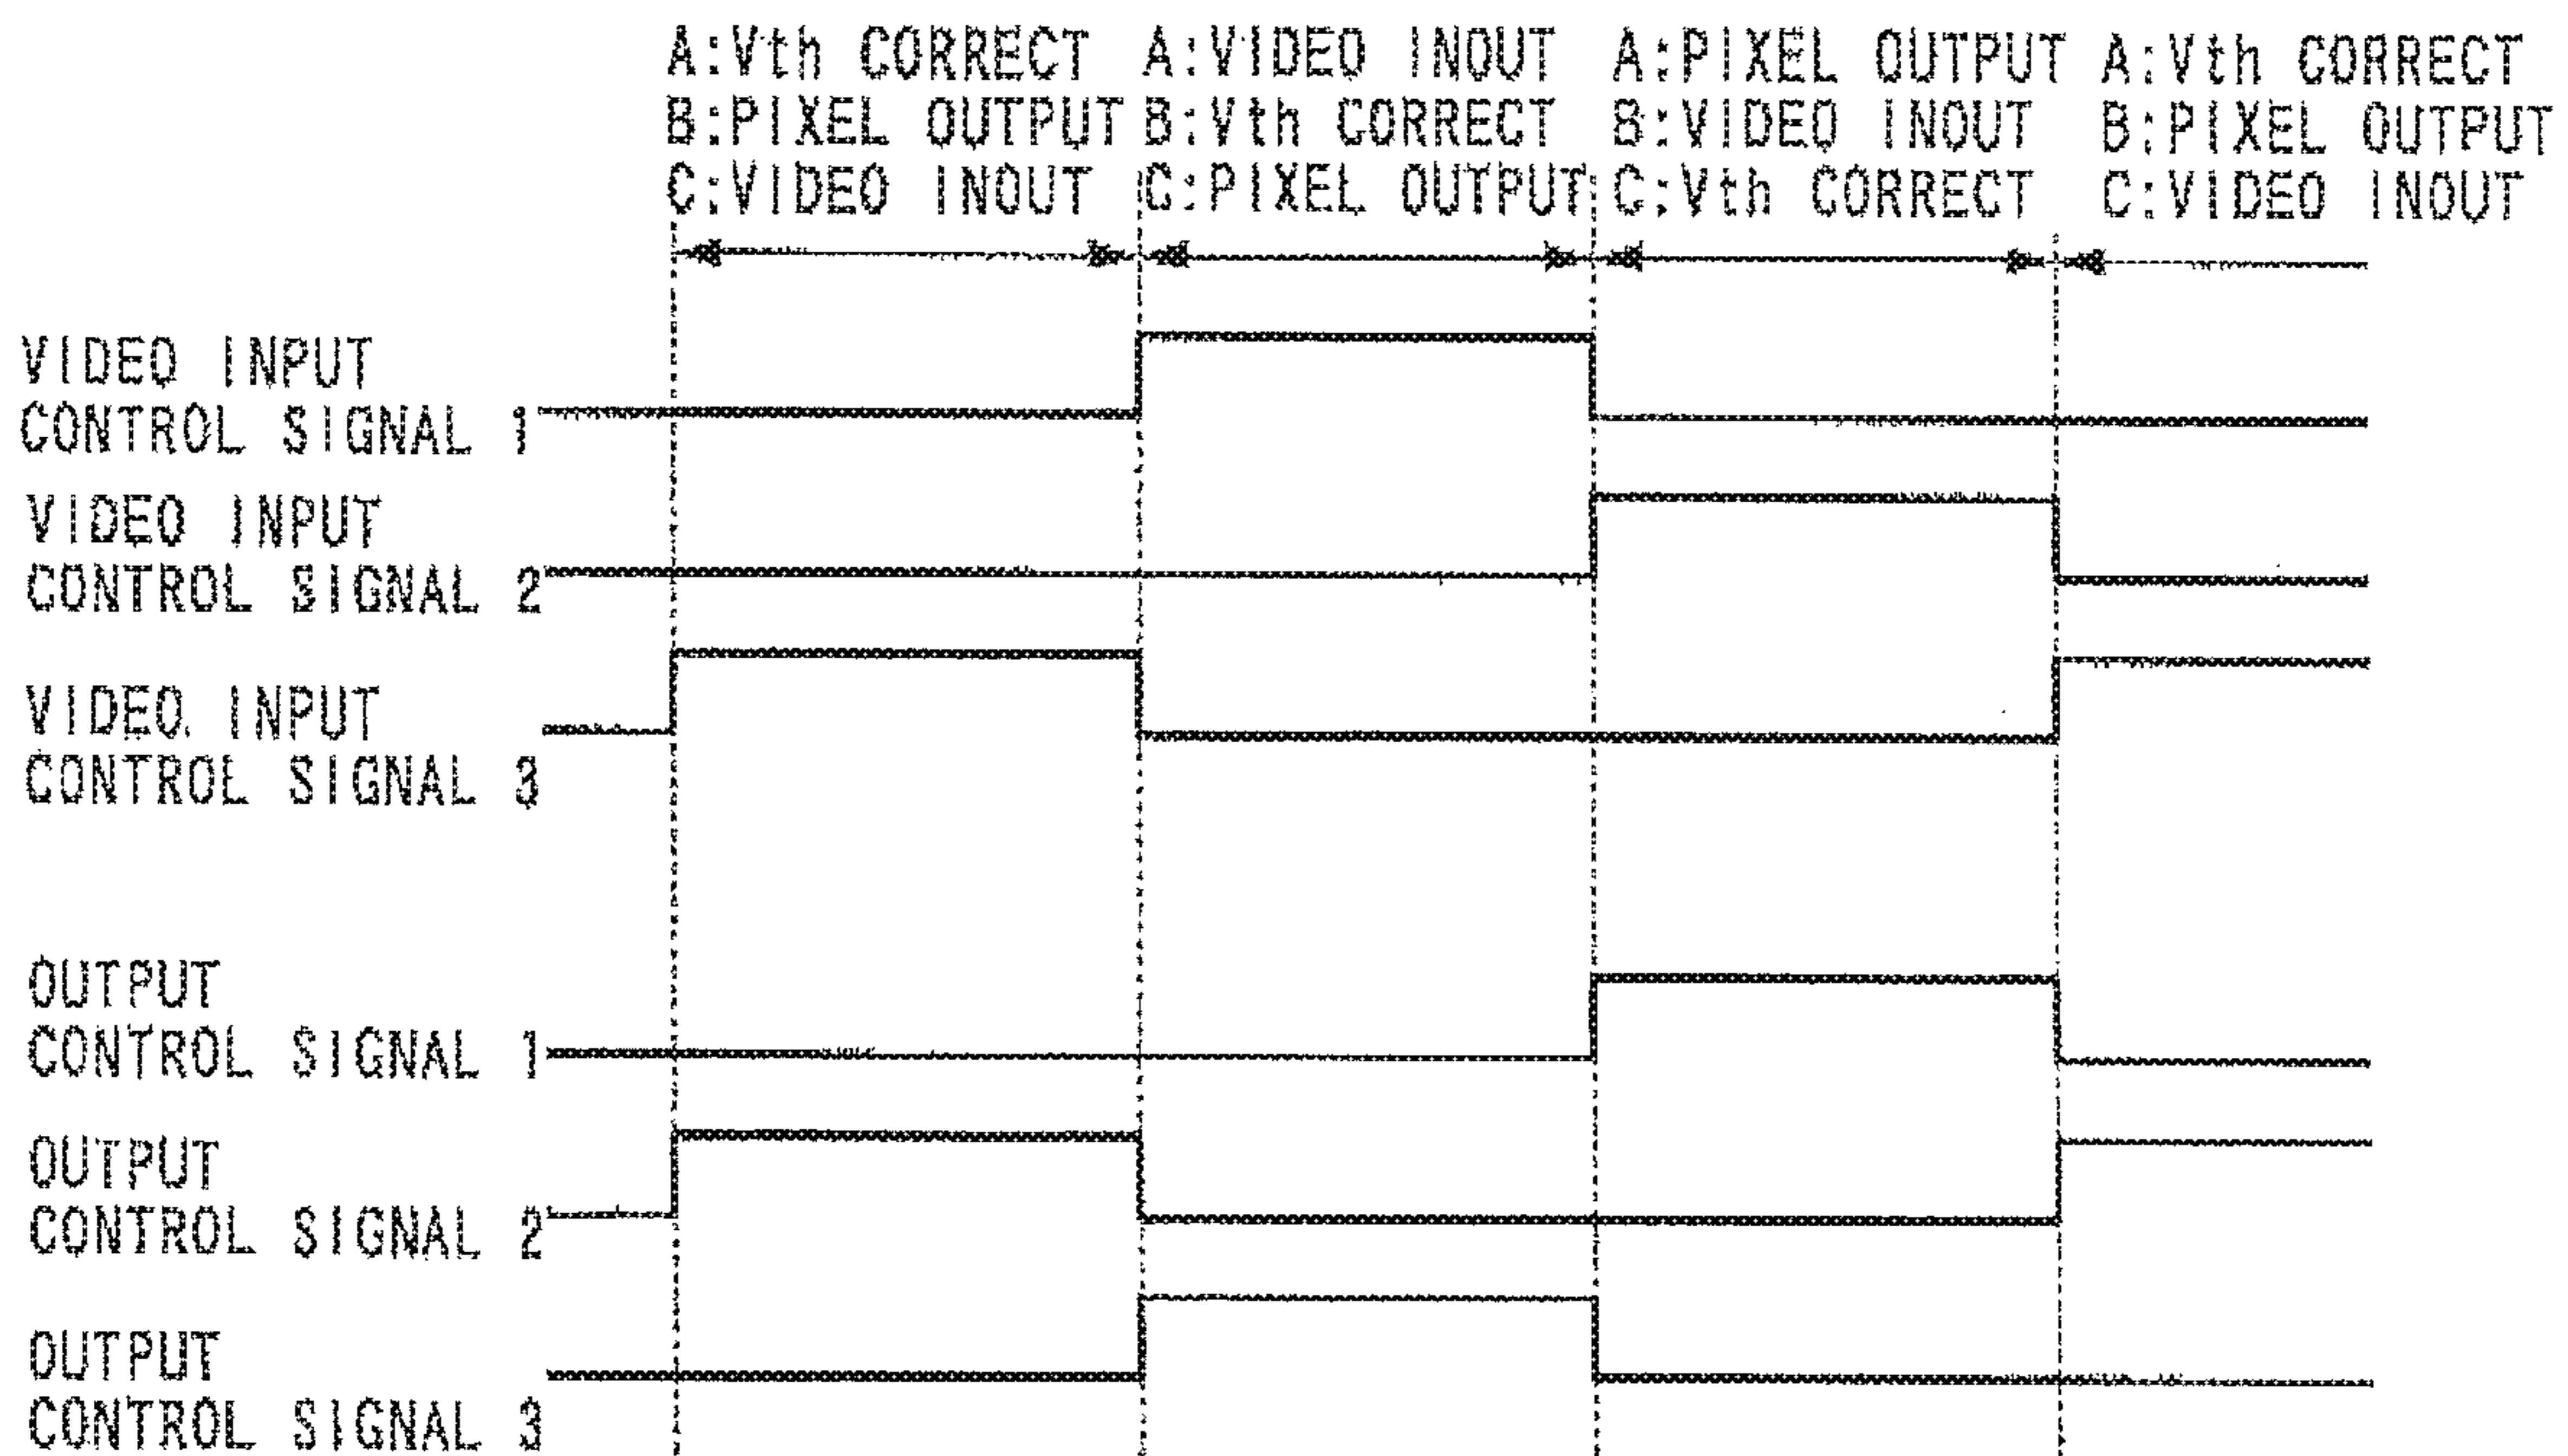 A:Vth CORRECT
B:PIXEL OUTPUT
C:VIDEO INOUT
A:VIDEO INOUT
B:Vth CORRECT
C:PIXEL OUTPUT
A:PIXEL OUTPUT
B:VIDEO INOUT
C:Vth CORRECT
A:Vth CORRECT
B:PIXEL OUTPUT
C:VIDEO INOUT
VIDEO INPUT
CONTROL SIGNAL 1
VIDEO INPUT
CONTROL SIGNAL 2
VIDEO INPUT
CONTROL SIGNAL 3
OUTPUT
CONTROL SIGNAL 1
OUTPUT
CONTROL SIGNAL 2
OUTPUT
CONTROL SIGNAL 3